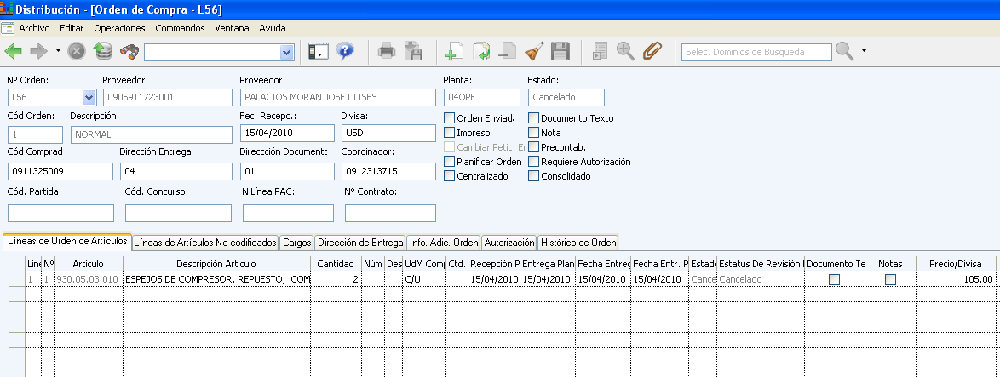 Distribución - [Orden de Compra - L56]
Archivo Editar Operaciones Commandos Ventana Ayuda
Selec. Dominios de Búsqueda
Nº Orden: Proveedor: Proveedor: Planta: Estado:
L56 0905911723001 PALACIOS MORAN JOSE ULISES 04OPE Cancelado
Cód Orden: Descripción: Fec. Recepc.: Divisa: Orden Enviada Documento Texto
1 NORMAL 15/04/2010 USD Impreso Nota
Cód Comprad Dirección Entrega: Direccción Documento Coordinador: Cambiar Petic. En Precontab.
0911325009 04 01 0912313715 Planificar Orden Requiere Autorización
Centralizado Consolidado
Cód. Partida: Cód. Concurso: N Línea PAC: Nº Contrato:
Líneas de Orden de Artículos Líneas de Artículos No codificados Cargos Dirección de Entrega Info. Adic. Orden Autorización Histórico de Orden
Líne Nº Artículo Descripción Artículo Cantidad Núm Des UdM Comp Ctd. Recepción P Entrega Plan Fecha Entreg Fecha Entr. P Estado Estatus De Revisión Documento Te Notas Precio/Divisa
1 1 930.05.03.010 ESPEJOS DE COMPRESOR, REPUESTO, COM 2 C/U 15/04/2010 15/04/2010 15/04/2010 15/04/2010 Cance Cancelado 105.00